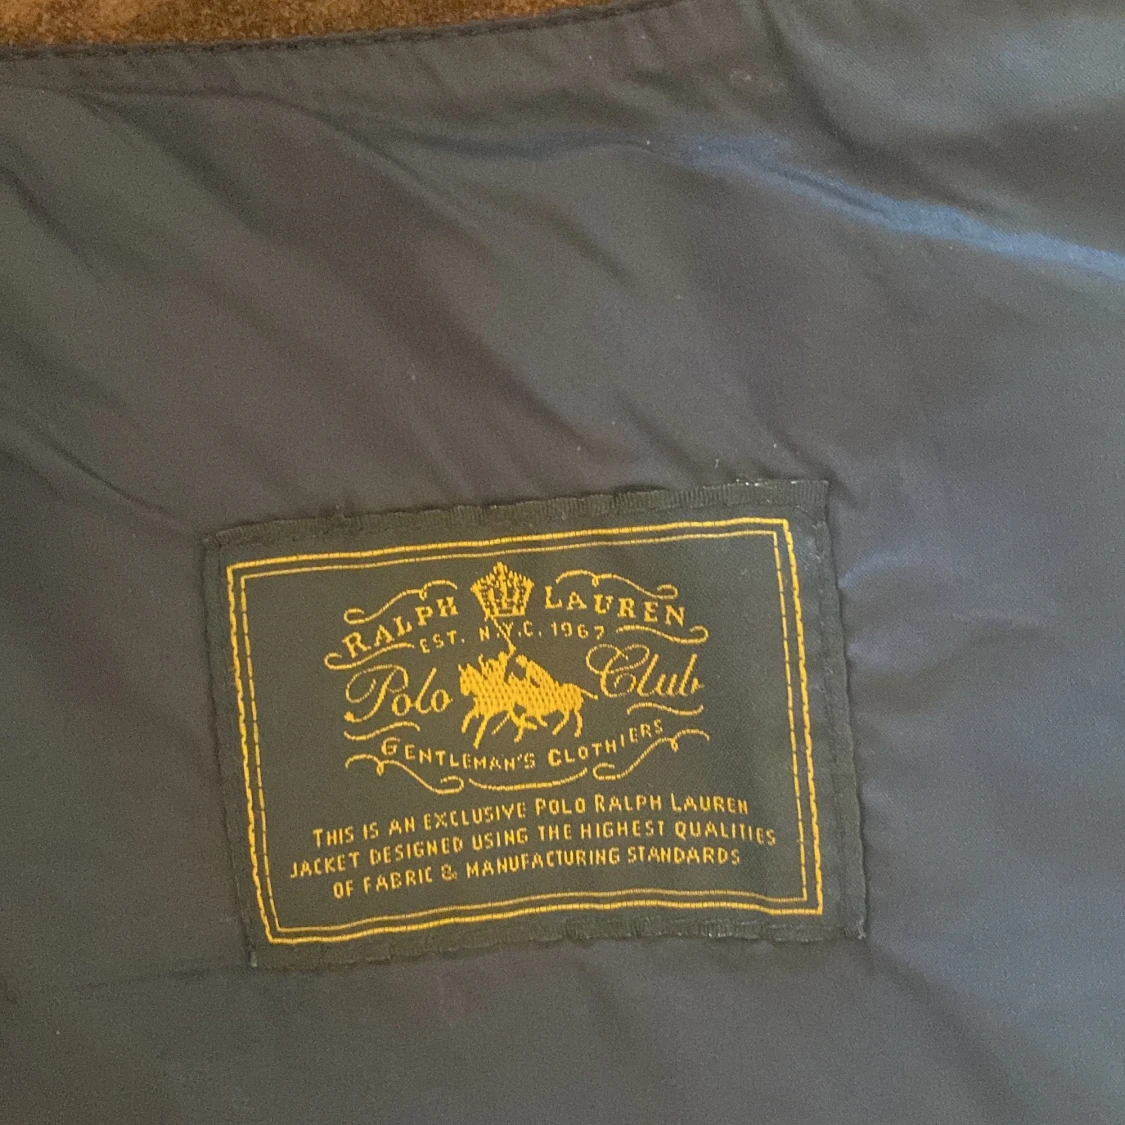 RALPH LAUREN
EST. N.Y.C. 1967
Polo Club
GENTLEMAN'S CLOTHIERS
THIS IS AN EXCLUSIVE POLO RALPH LAUREN
JACKET DESIGNED USING THE HIGHEST QUALITIES
OF FABRIC & MANUFACTURING STANDARDS